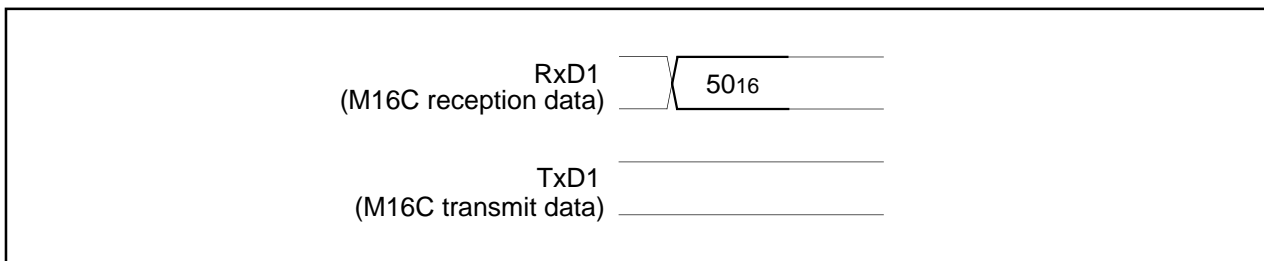 RxD1
(M16C reception data)
5016
TxD1
(M16C transmit data)